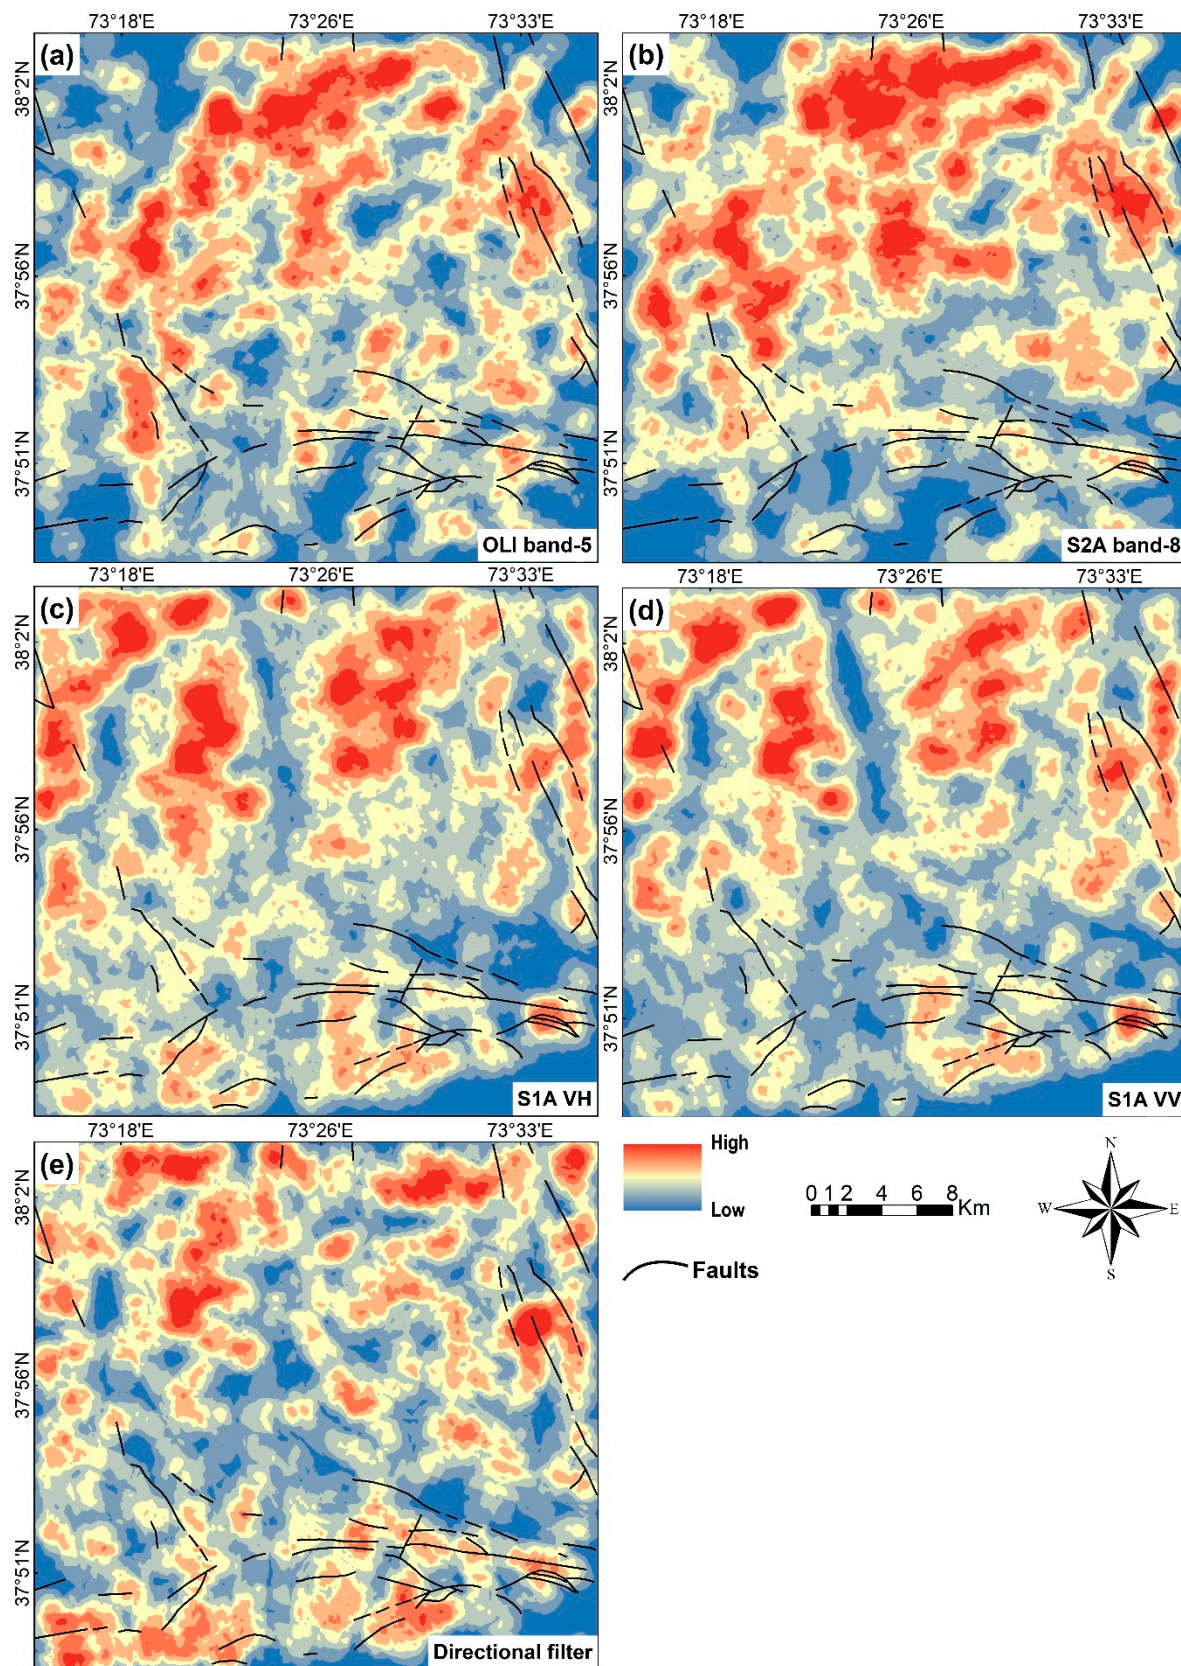 73°18'E 73°26'E 73°33'E 73°18'E 73°26'E 73°33'E
(a) (b)
38°2'N 38°2'N
37°56'N 37°56'N
37°51'N 37°51'N
OLI band-5 S2A band-8
73°18'E 73°26'E 73°33'E 73°18'E 73°26'E 73°33'E
(c) (d)
38°2'N 38°2'N
37°56'N 37°56'N
37°51'N 37°51'N
S1A VH S1A VV
73°18'E 73°26'E 73°33'E
(e)
38°2'N
37°56'N
37°51'N
Directional filter
High
Low
0 1 2 4 6 8 Km
N
W E
S
Faults